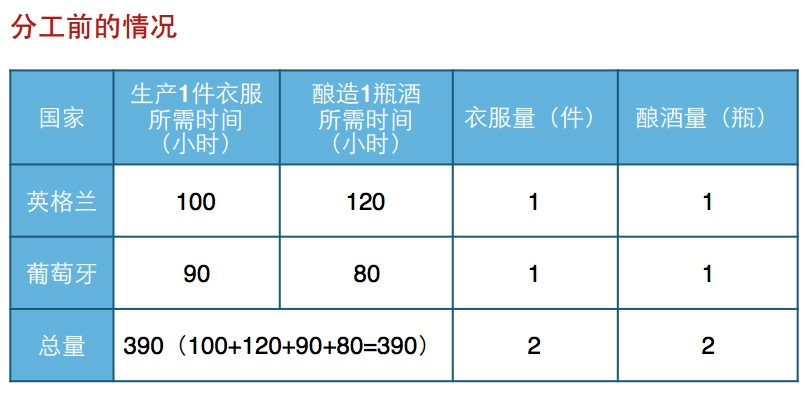 分工前的情况
国家
生产1件衣服
所需时间
（小时）
酿造1瓶酒
所需时间
（小时）
衣服量（件）
酿酒量（瓶）
英格兰
100
120
1
1
葡萄牙
90
80
1
1
总量
390（100+120+90+80=390）
2
2